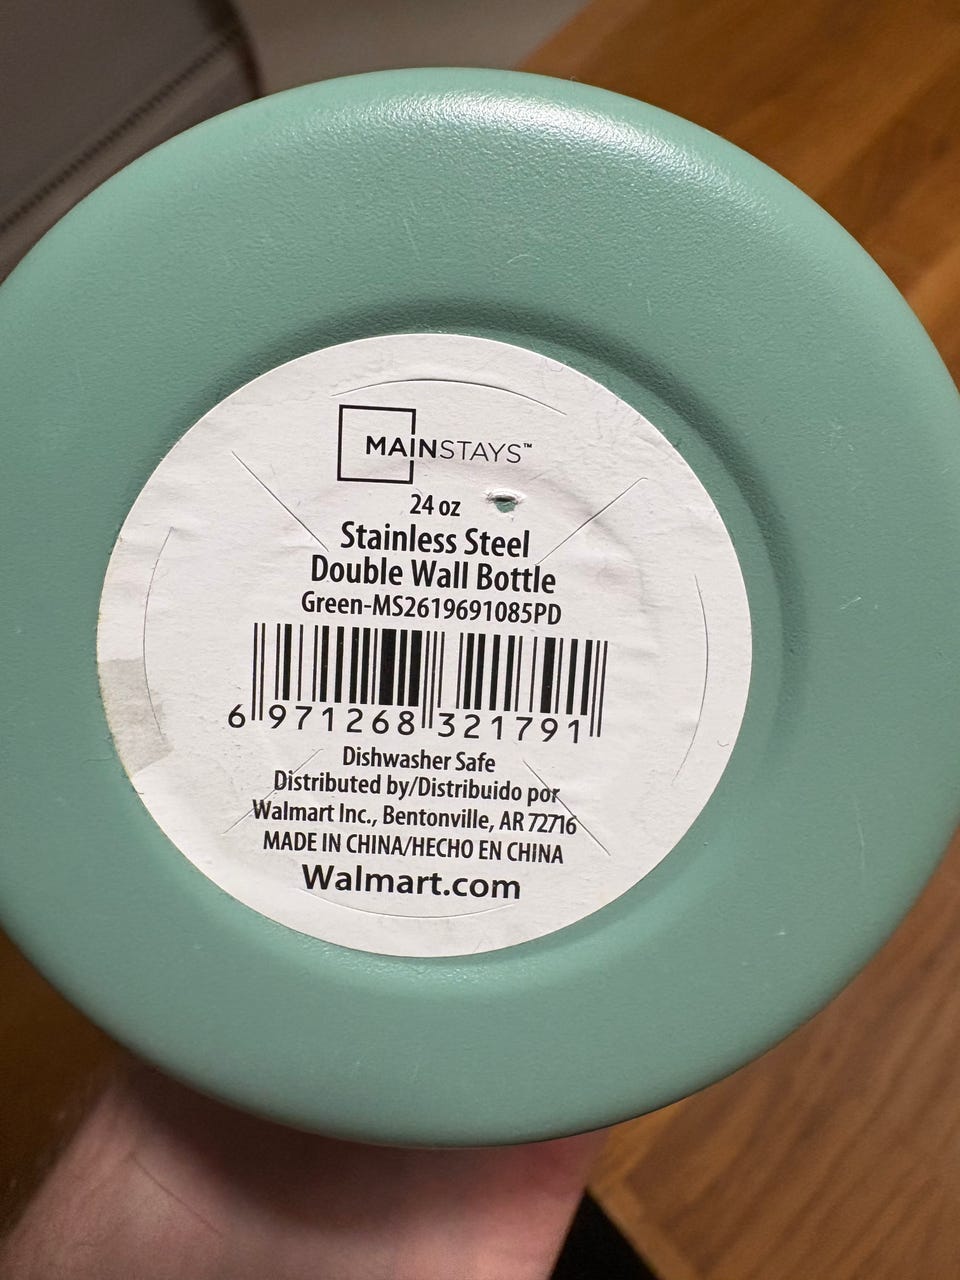 MAINSTAYS™
24 oz
Stainless Steel
Double Wall Bottle
Green-MS2619691085PD
6 971268 321791
Dishwasher Safe
Distributed by/Distribuido por
Walmart Inc., Bentonville, AR 72716
MADE IN CHINA/HECHO EN CHINA
Walmart.com